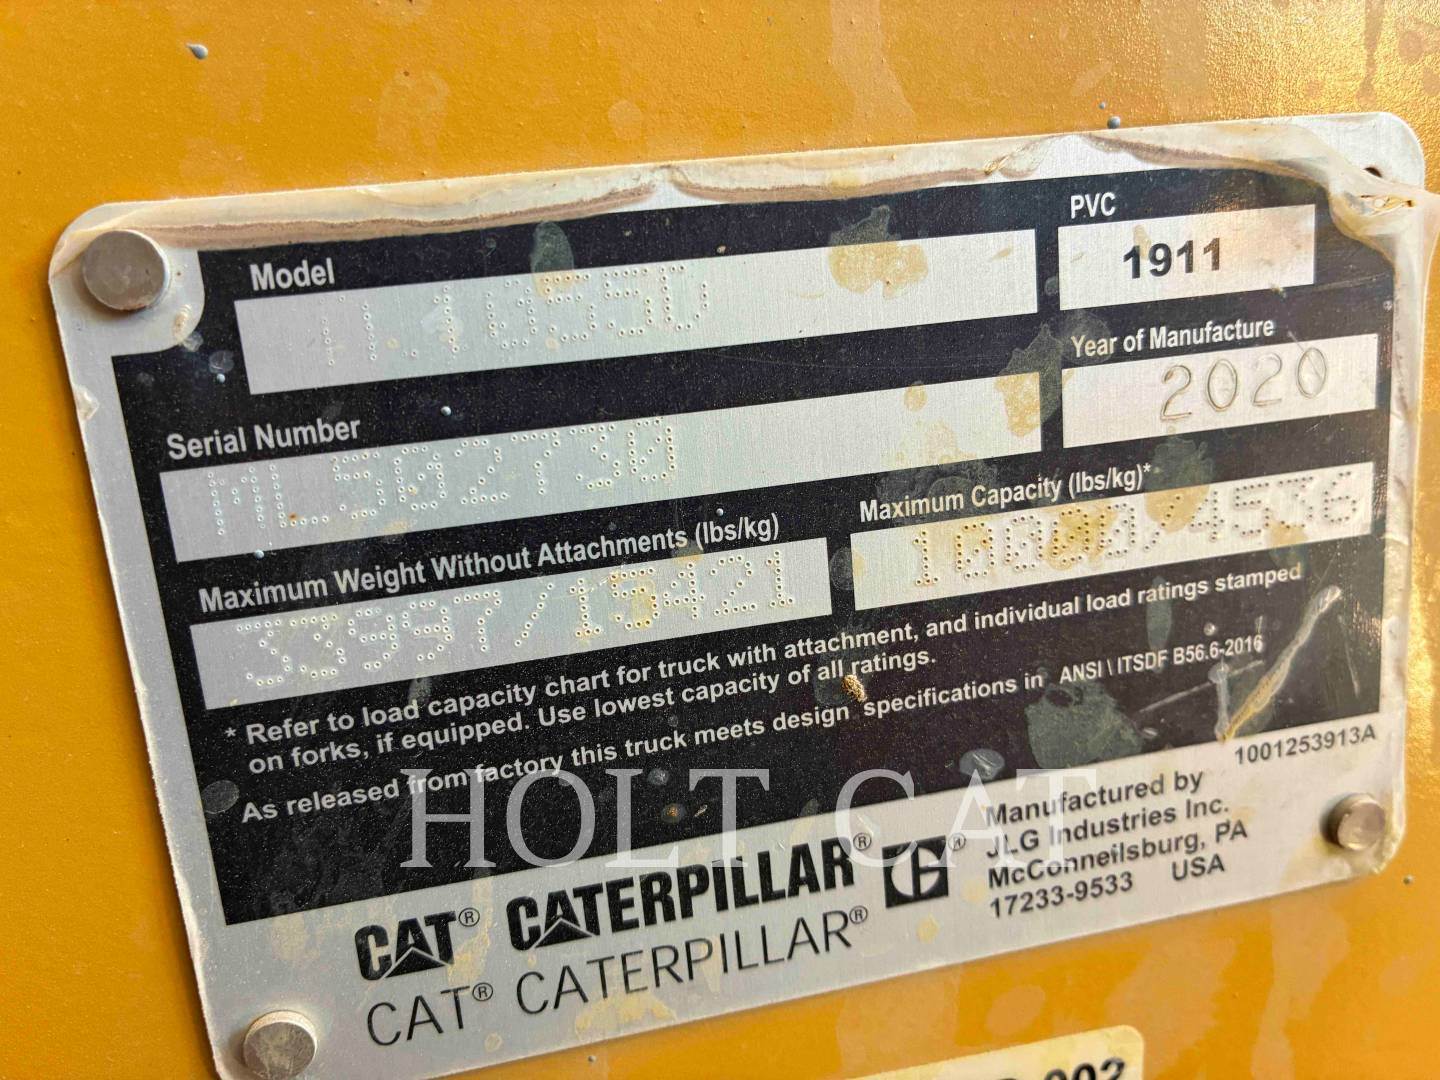 Model
TL1055D
PVC
1911
Serial Number
ML502730
Year of Manufacture
2020
Maximum Weight Without Attachments (lbs/kg)
33997/15421
Maximum Capacity (lbs/kg)*
10000/4536
* Refer to load capacity chart for truck with attachment, and individual load ratings stamped
on forks, if equipped. Use lowest capacity of all ratings.
As released from factory this truck meets design specifications in ANSI \ ITSDF B56.6-2016
1001253913A
HOLT CAT
CAT® CATERPILLAR® C®
CAT® CATERPILLAR®
Manufactured by
JLG Industries Inc.
McConnellsburg, PA
17233-9533 USA